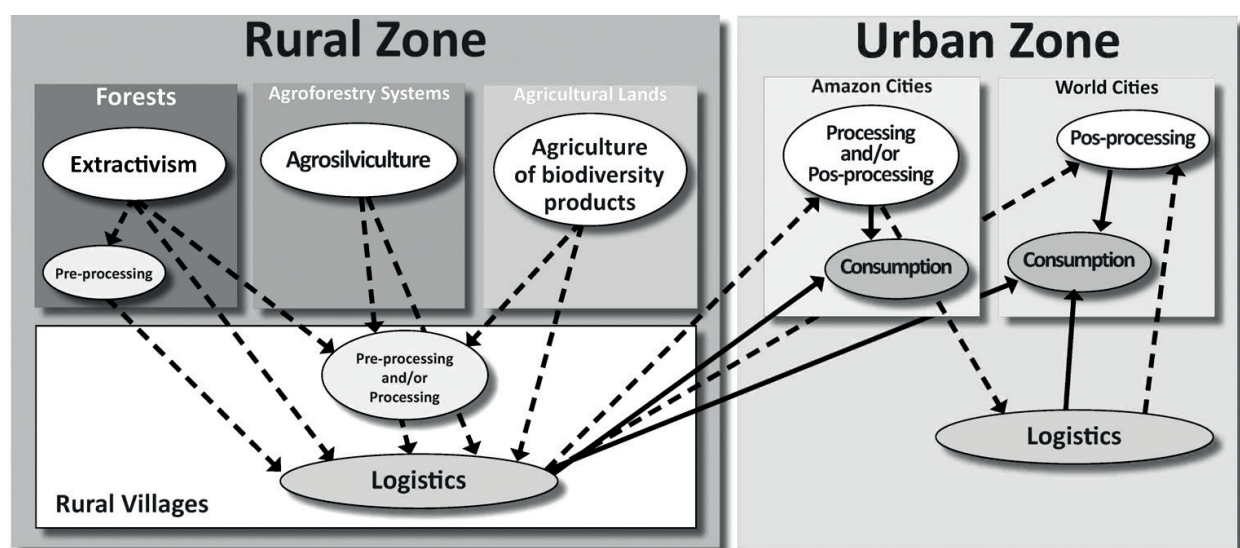 Rural Zone
Urban Zone
Forests
Agroforestry Systems
Agricultural Lands
Amazon Cities
World Cities
Extractivism
Agrosilviculture
Agriculture
of biodiversity
products
Processing
and/or
Pos-processing
Pos-processing
Pre-processing
Consumption
Consumption
Pre-processing
and/or
Processing
Logistics
Logistics
Rural Villages